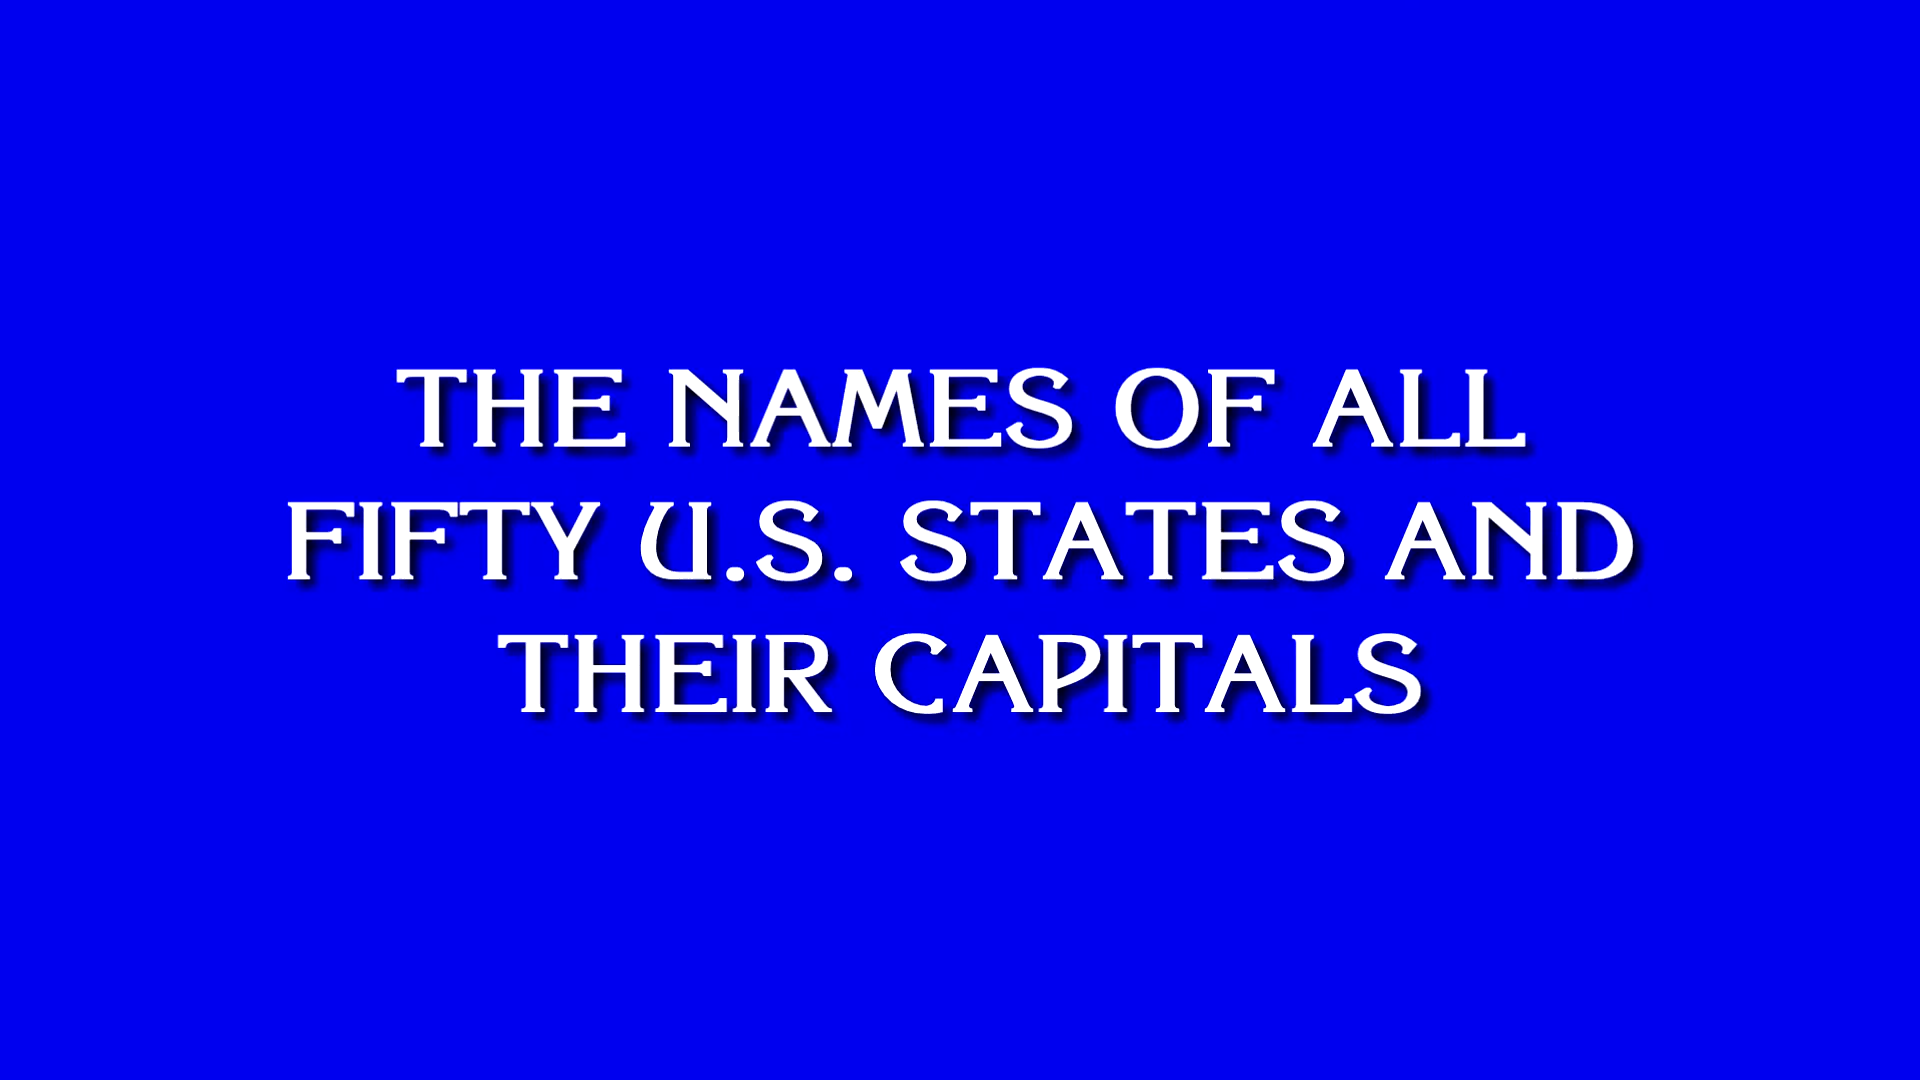 THE NAMES OF ALL
FIFTY U.S. STATES AND
THEIR CAPITALS